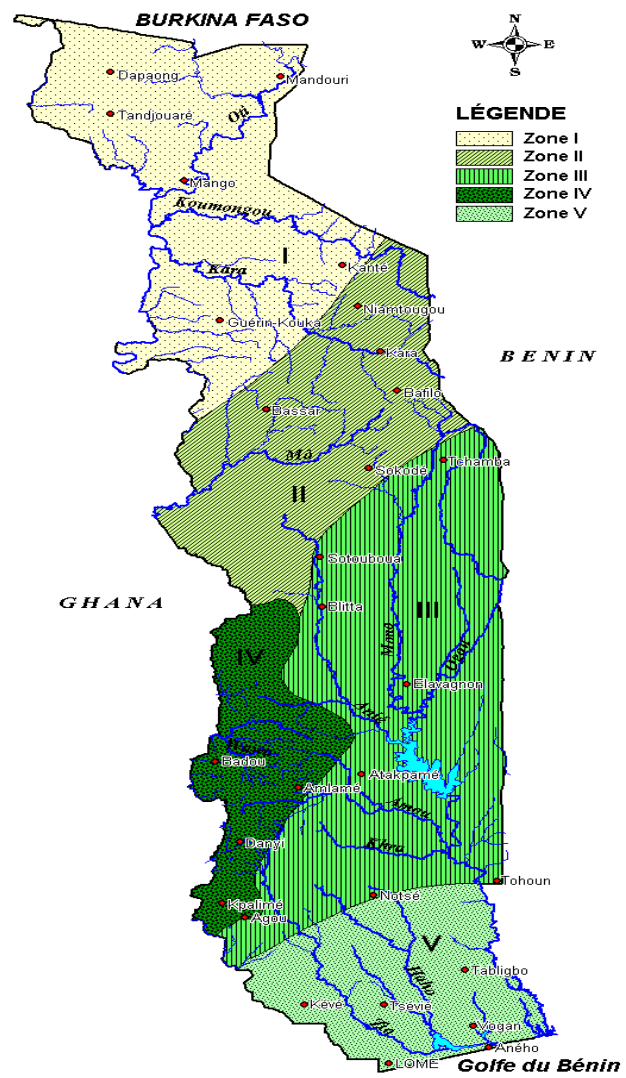 BURKINA FASO
N
W E
S
Dapaong
Mandouri
Tandjouaré
Oti
LÉGENDE
Zone I
Zone II
Zone III
Zone IV
Zone V
Mango
Koumongou
I
Kanté
Kara
Niamtougou
Guérin-Kouka
Kara
BENIN
Bafilo
Bassar
Mô
Tchamba
Sokodé
II
Sotouboua
GHANA
Blitta
III
Mono
Ogou
IV
Elavagnon
Anié
Wawa
Badou
Atakpamé
Amlamé
Amou
Danyi
Khra
Tohoun
Notsé
Kpalimé
Agou
V
Haho
Tabligbo
Kévé
Tsévié
Zio
Vogan
Aného
LOME
Golfe du Bénin